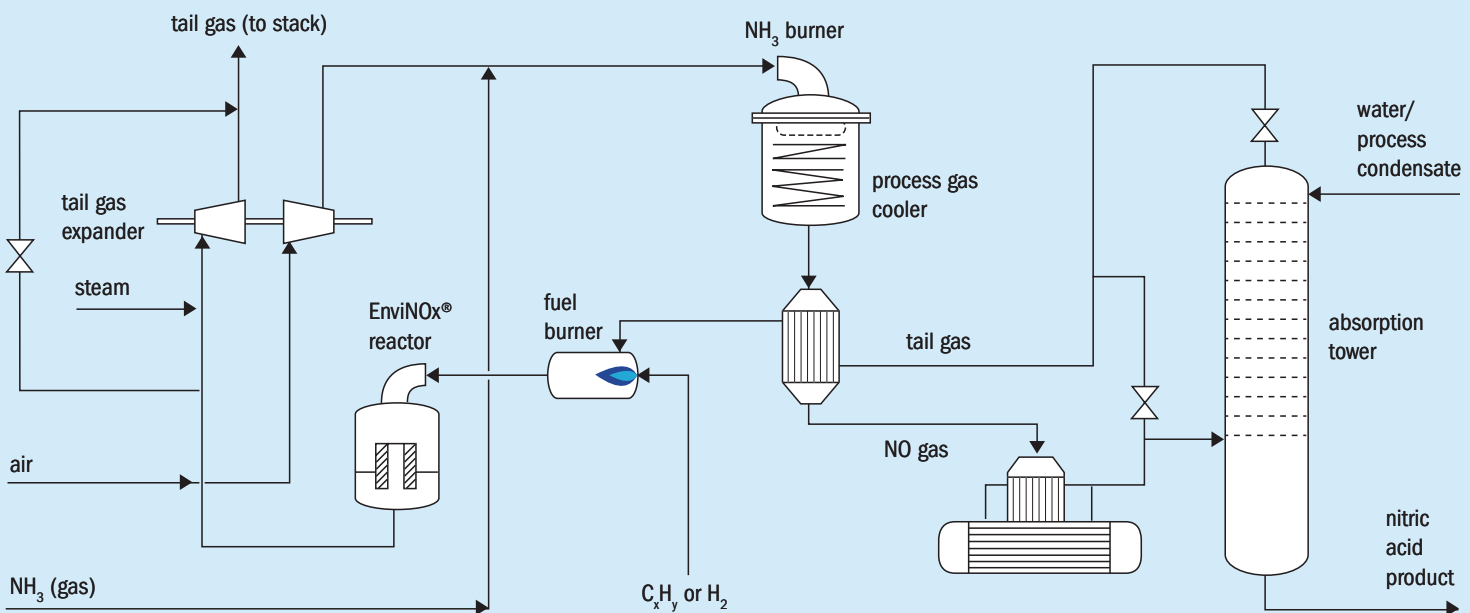 tail gas (to stack)
NH₃ burner
water/
process
condensate
process gas
cooler
tail gas
expander
steam
EnviNOx®
reactor
fuel
burner
tail gas
absorption
tower
NO gas
air
nitric
acid
product
NH₃ (gas)
CₓHᵧ or H₂